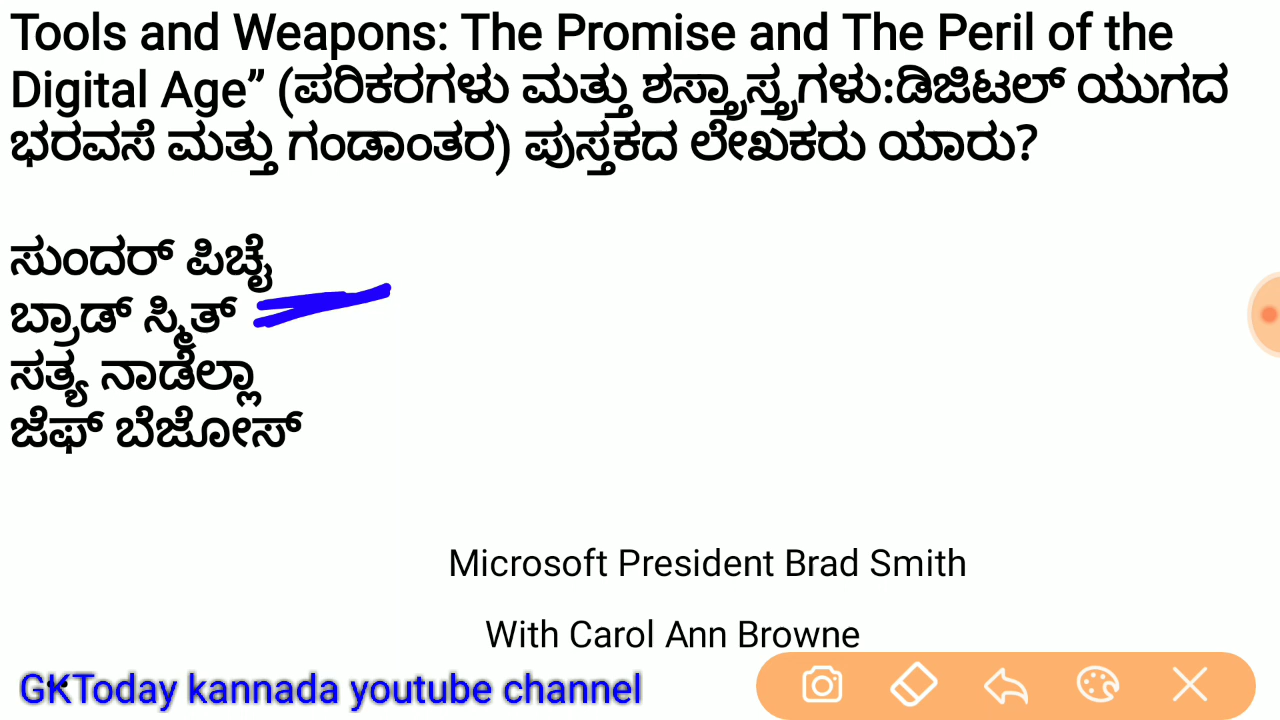 Tools and Weapons: The Promise and The Peril of the
Digital Age” (ಪರಿಕರಗಳು ಮತ್ತು ಶಸ್ತ್ರಾಸ್ತ್ರಗಳು:ಡಿಜಿಟಲ್ ಯುಗದ
ಭರವಸೆ ಮತ್ತು ಗಂಡಾಂತರ) ಪುಸ್ತಕದ ಲೇಖಕರು ಯಾರು?
ಸುಂದರ್ ಪಿಚೈ
ಬ್ರಾಡ್ ಸ್ಮಿತ್
ಸತ್ಯ ನಾಡೆಲ್ಲಾ
ಜೆಫ್ ಬೆಜೋಸ್
Microsoft President Brad Smith
With Carol Ann Browne
GKToday kannada youtube channel